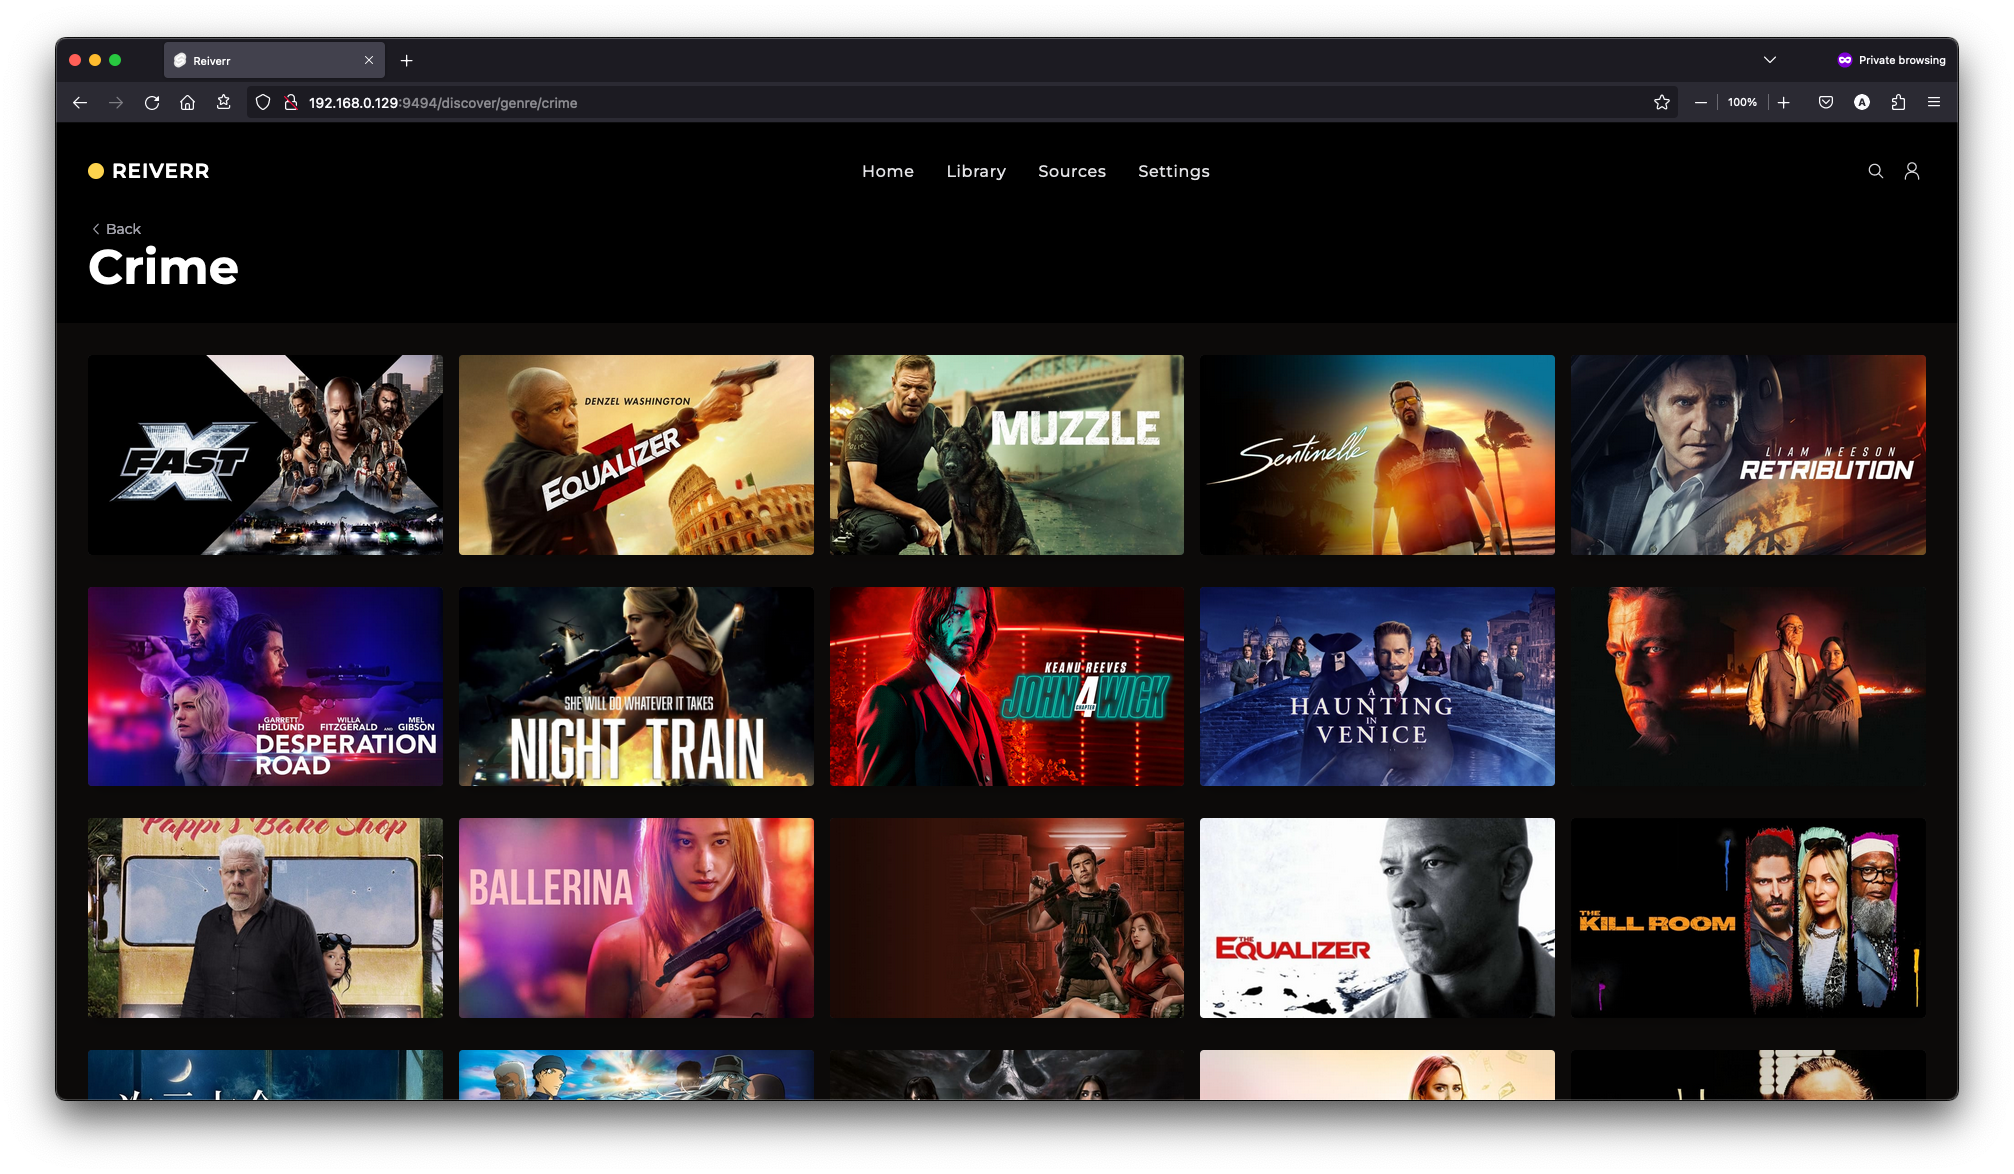 Reiverr
Private browsing
192.168.0.129:9494/discover/genre/crime
100%
A
REIVERR
Home
Library
Sources
Settings
Back
Crime
FAST X
DENZEL WASHINGTON
EQUALIZER
3
MUZZLE
Sentinelle
LIAM NEESON
RETRIBUTION
GARRETT HEDLUND
WILLA FITZGERALD
AND MEL GIBSON
DESPERATION
ROAD
SHE WILL DO WHATEVER IT TAKES
NIGHT TRAIN
KEANU REEVES
JOHN WICK
CHAPTER 4
A
HAUNTING
IN
VENICE
Pappi's Bake Shop
BALLERINA
THE
EQUALIZER
THE
KILL ROOM